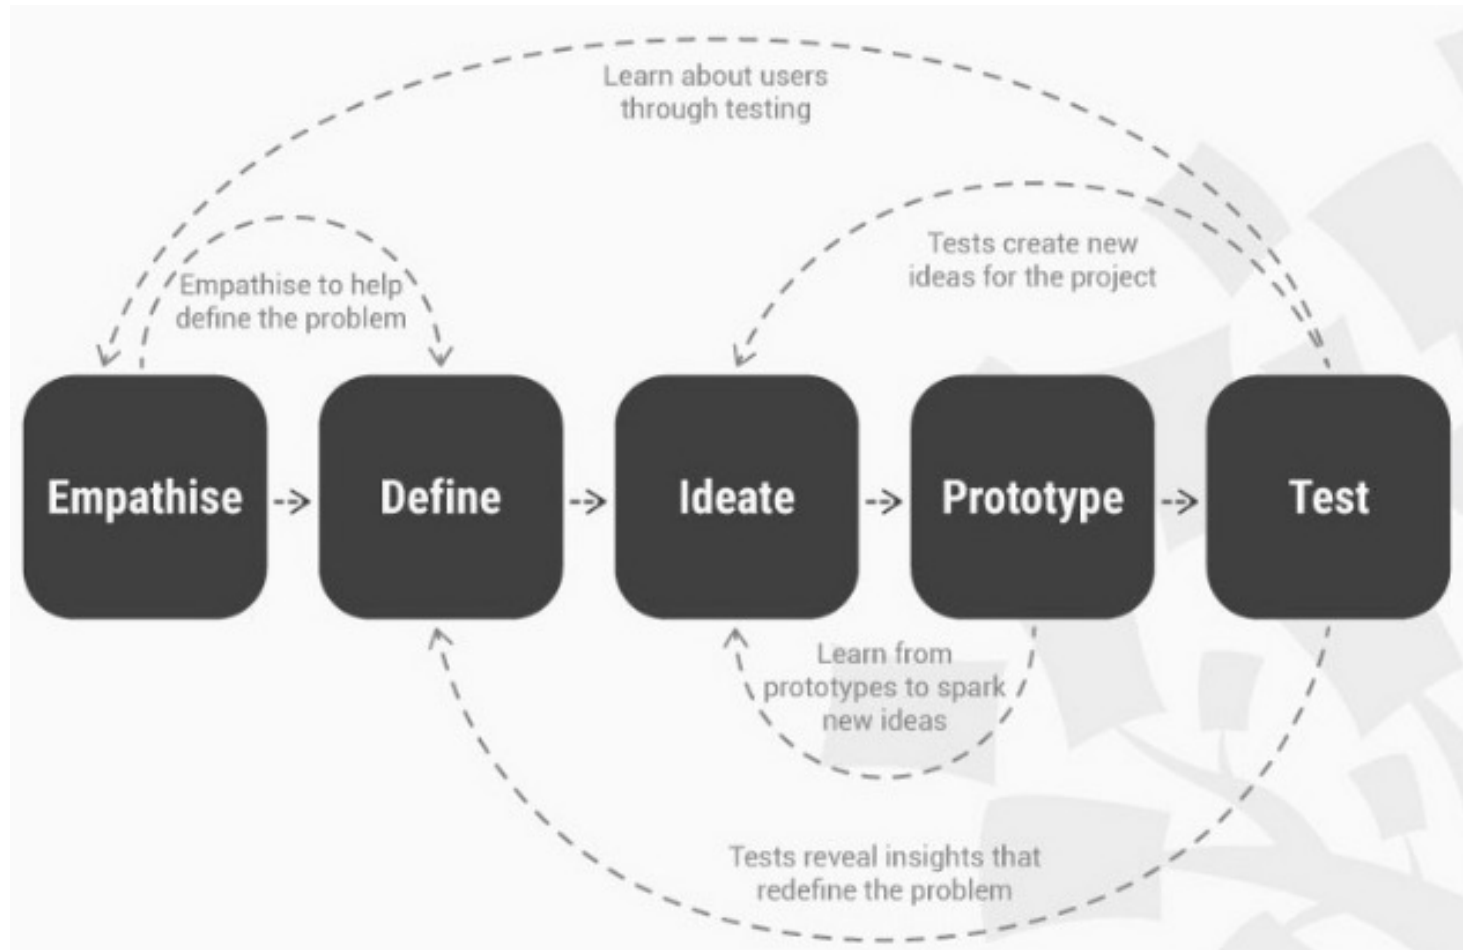 Learn about users
through testing
Tests create new
ideas for the project
Empathise to help
define the problem
Empathise
Define
Ideate
Prototype
Test
Learn from
prototypes to spark
new ideas
Tests reveal insights that
redefine the problem